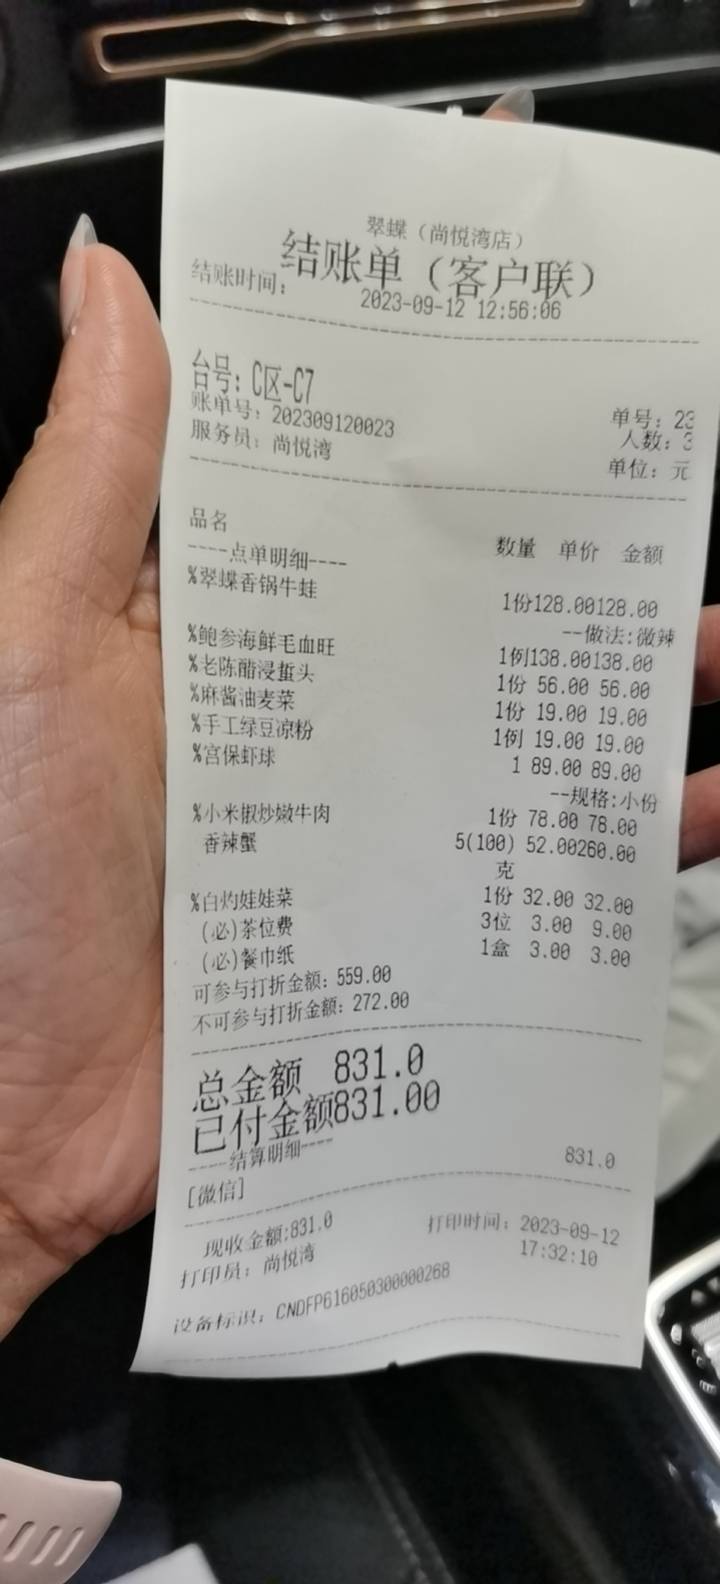 翠蝶（尚悦湾店）
结账单（客户联）
结账时间： 2023-09-12 12:56:06
台号：C区-C7
账单号：202309120023 单号：23
服务员：尚悦湾 人数：3
单位：元
品名 数量 单价 金额
----点单明细----
%翠蝶香锅牛蛙 1份128.00128.00
--做法:微辣
%鲍参海鲜毛血旺 1例138.00138.00
%老陈醋浸蜇头 1份 56.00 56.00
%麻酱油麦菜 1份 19.00 19.00
%手工绿豆凉粉 1例 19.00 19.00
%宫保虾球 1 89.00 89.00
--规格:小份
%小米椒炒嫩牛肉 1份 78.00 78.00
香辣蟹 5(100) 52.00260.00
克
%白灼娃娃菜 1份 32.00 32.00
(必)茶位费 3位 3.00 9.00
(必)餐巾纸 1盒 3.00 3.00
可参与打折金额：559.00
不可参与打折金额：272.00
总金额 831.0
已付金额831.00
----结算明细----
[微信] 831.0
现收金额:831.0
打印员：尚悦湾 打印时间：2023-09-12
17:32:10
设备标识：CNDFP616050300000268